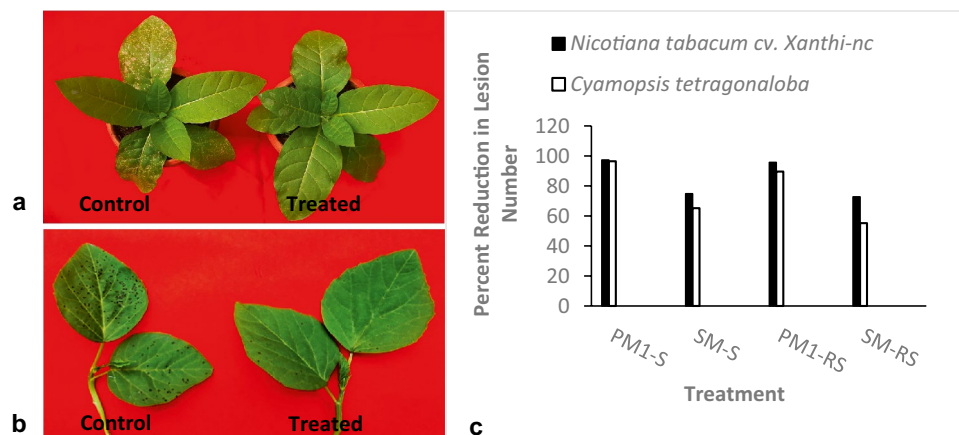 Control
Treated
a
Control
Treated
b
Nicotiana tabacum cv. Xanthi-nc
Cyamopsis tetragonaloba
Percent Reduction in Lesion
Number
120
100
80
60
40
20
0
PM1-S
SM-S
PM1-RS
SM-RS
Treatment
c